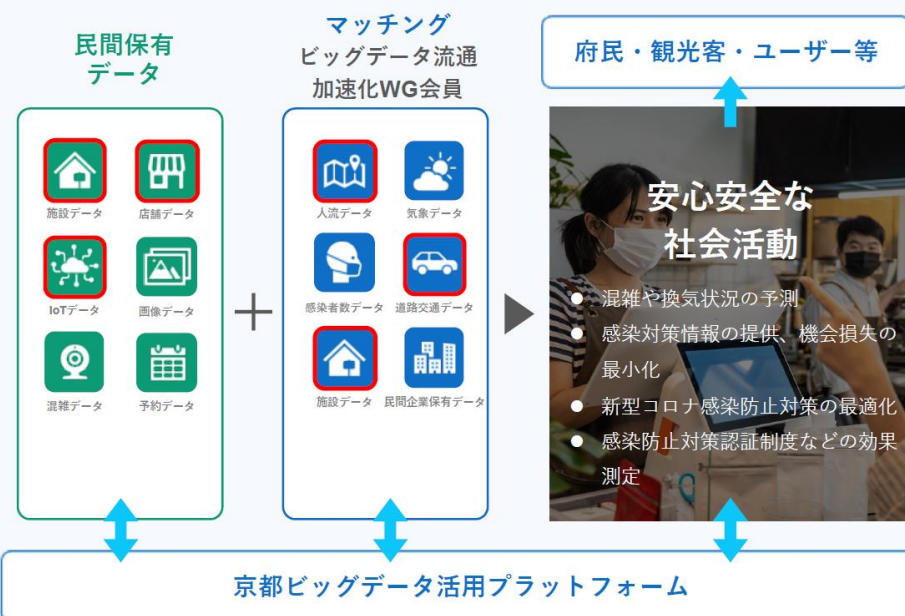 民間保有
データ
施設データ
店舗データ
IoTデータ
画像データ
混雑データ
予約データ
マッチング
ビッグデータ流通
加速化WG会員
人流データ
気象データ
感染者数データ
道路交通データ
施設データ
民間企業保有データ
府民・観光客・ユーザー等
安心安全な
社会活動
● 混雑や換気状況の予測
● 感染対策情報の提供、機会損失の
最小化
● 新型コロナ感染防止対策の最適化
● 感染防止対策認証制度などの効果
測定
京都ビッグデータ活用プラットフォーム